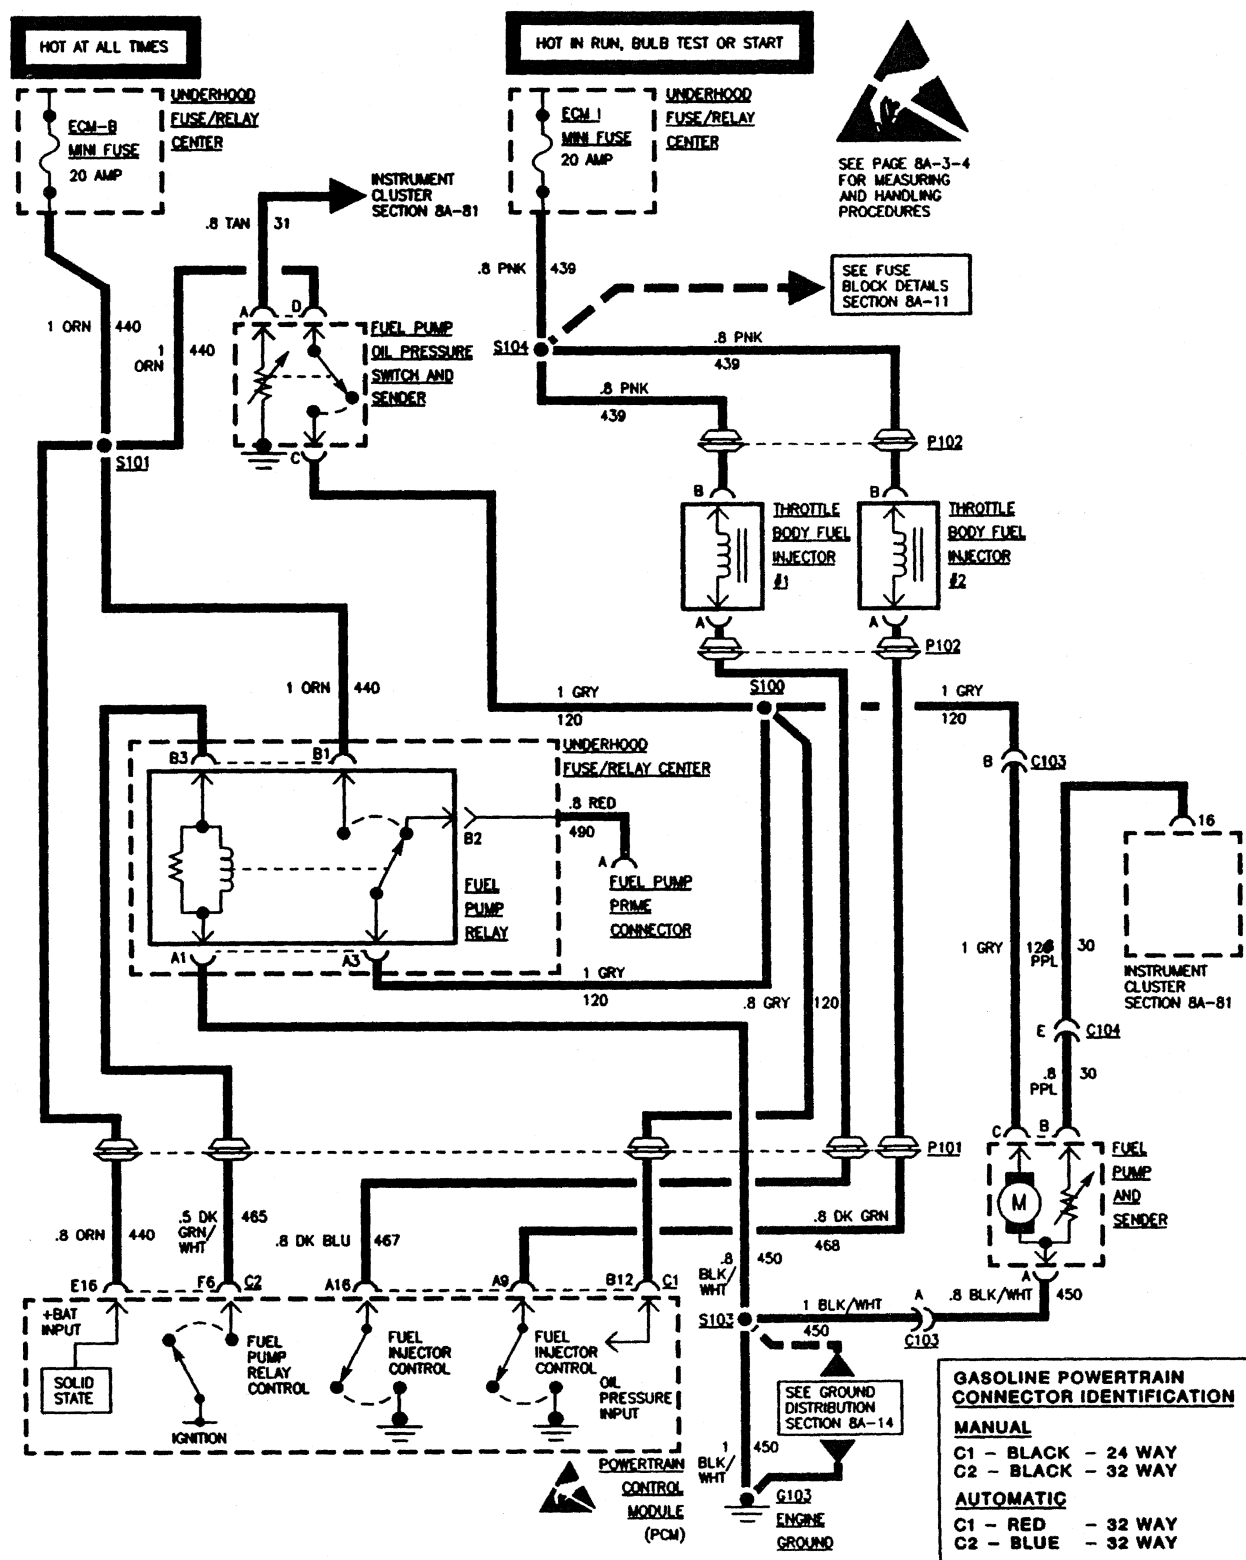 HOT AT ALL TIMES
HOT IN RUN, BULB TEST OR START
UNDERHOOD
FUSE/RELAY
CENTER
ECM-B
MINI FUSE
20 AMP
UNDERHOOD
FUSE/RELAY
CENTER
ECM I
MINI FUSE
20 AMP
SEE PAGE 8A-3-4
FOR MEASURING
AND HANDLING
PROCEDURES
INSTRUMENT
CLUSTER
SECTION 8A-81
.8 TAN
31
.8 PNK
439
SEE FUSE
BLOCK DETAILS
SECTION 8A-11
1 ORN
440
1
ORN
440
A
D
FUEL PUMP
OIL PRESSURE
SWITCH AND
SENDER
S104
.8 PNK
439
.8 PNK
439
S101
C
P102
B
THROTTLE
BODY FUEL
INJECTOR
#1
B
THROTTLE
BODY FUEL
INJECTOR
#2
A
A
P102
1 ORN
440
1 GRY
120
S100
1 GRY
120
B3
B1
UNDERHOOD
FUSE/RELAY CENTER
B
C103
.8 RED
490
B2
A
FUEL PUMP
PRIME
CONNECTOR
FUEL
PUMP
RELAY
16
INSTRUMENT
CLUSTER
SECTION 8A-81
A1
A3
1 GRY
120
.8 GRY
120
1 GRY
PPL
30
E
C104
.8
PPL
30
C
B
P101
FUEL
PUMP
AND
SENDER
M
.8 ORN
440
.5 DK
GRN/
WHT
465
.8 DK BLU
467
.8 DK GRN
468
.8
BLK/
WHT
450
A
.8 BLK/WHT
450
E16
F6
C2
A16
A9
B12
C1
+BAT
INPUT
SOLID
STATE
FUEL
PUMP
RELAY
CONTROL
IGNITION
FUEL
INJECTOR
CONTROL
FUEL
INJECTOR
CONTROL
OIL
PRESSURE
INPUT
S103
1 BLK/WHT
450
A
C103
SEE GROUND
DISTRIBUTION
SECTION 8A-14
1
BLK/
WHT
450
POWERTRAIN
CONTROL
MODULE
(PCM)
G103
ENGINE
GROUND
GASOLINE POWERTRAIN
CONNECTOR IDENTIFICATION
MANUAL
C1 - BLACK - 24 WAY
C2 - BLACK - 32 WAY
AUTOMATIC
C1 - RED - 32 WAY
C2 - BLUE - 32 WAY